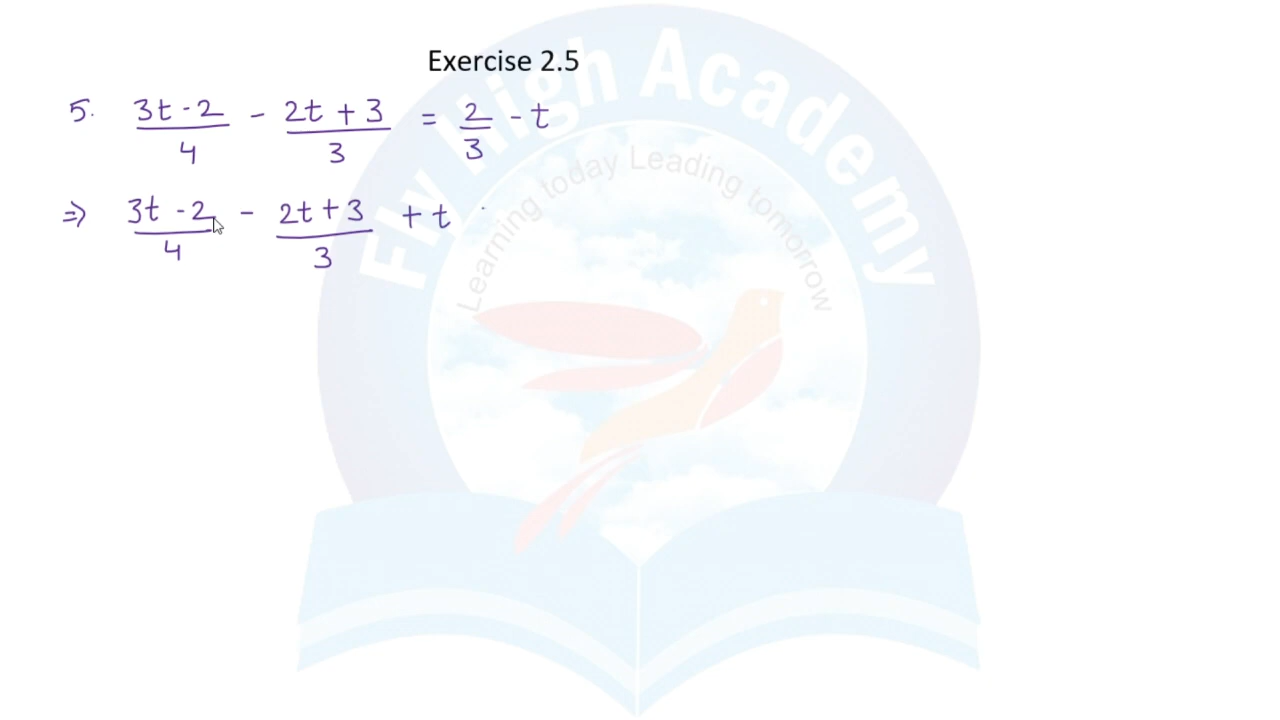 Exercise 2.5
5. (3t - 2)/4 - (2t + 3)/3 = 2/3 - t
⇒ (3t - 2)/4 - (2t + 3)/3 + t
Fly High Academy
Learning today Leading tomorrow